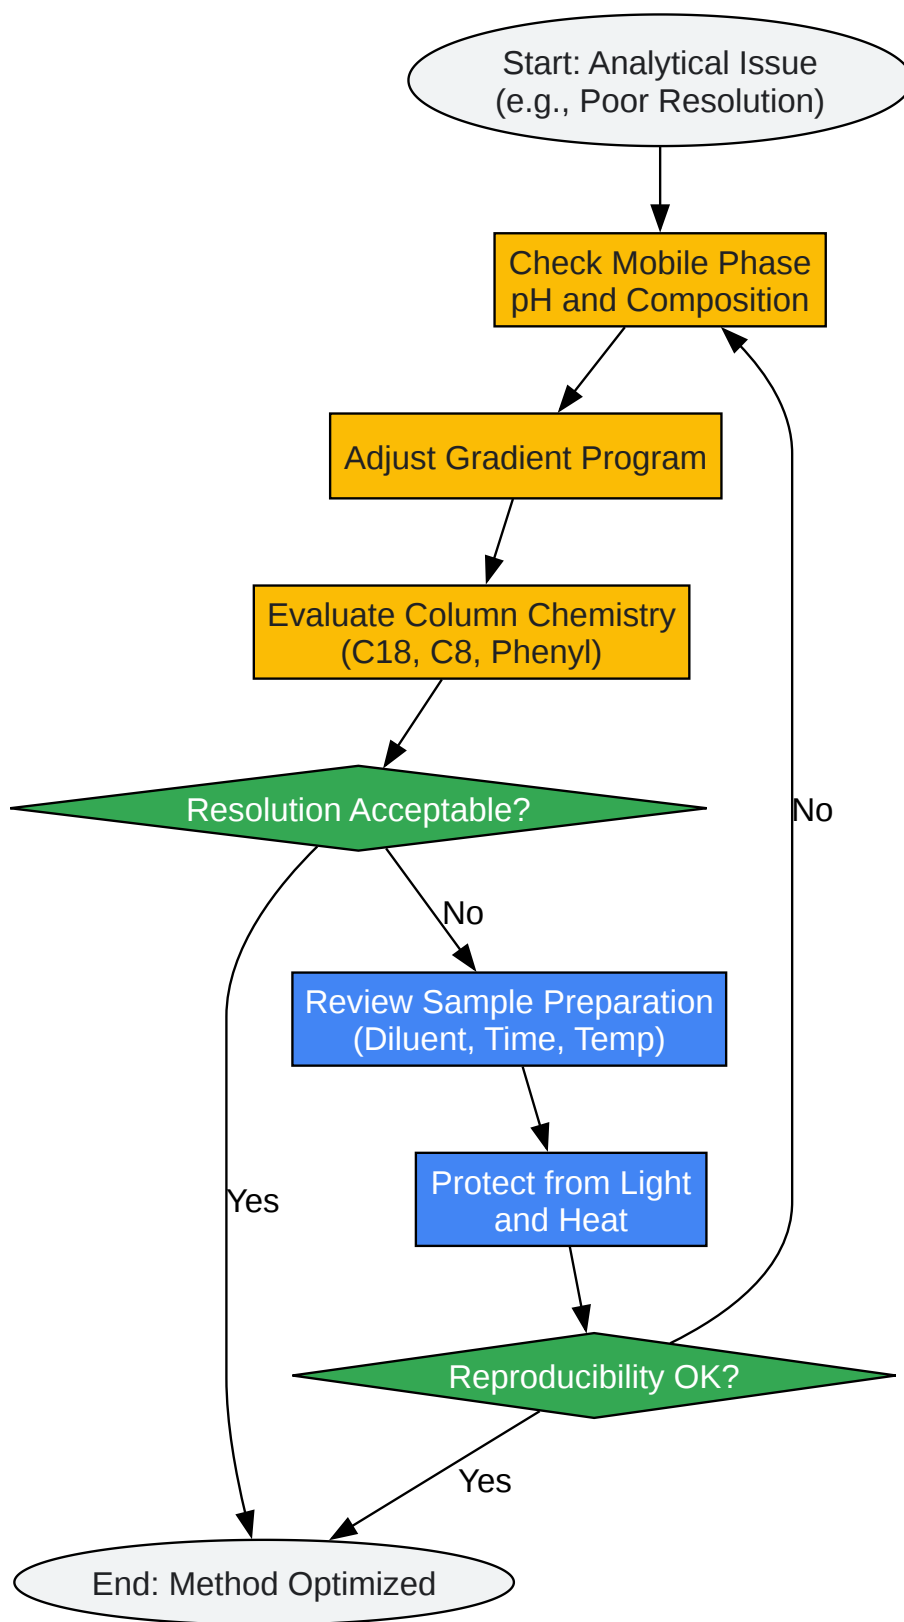 Start: Analytical Issue
(e.g., Poor Resolution)
Check Mobile Phase
pH and Composition
Adjust Gradient Program
Evaluate Column Chemistry
(C18, C8, Phenyl)
Resolution Acceptable?
No
No
Review Sample Preparation
(Diluent, Time, Temp)
Protect from Light
and Heat
Yes
Reproducibility OK?
Yes
End: Method Optimized